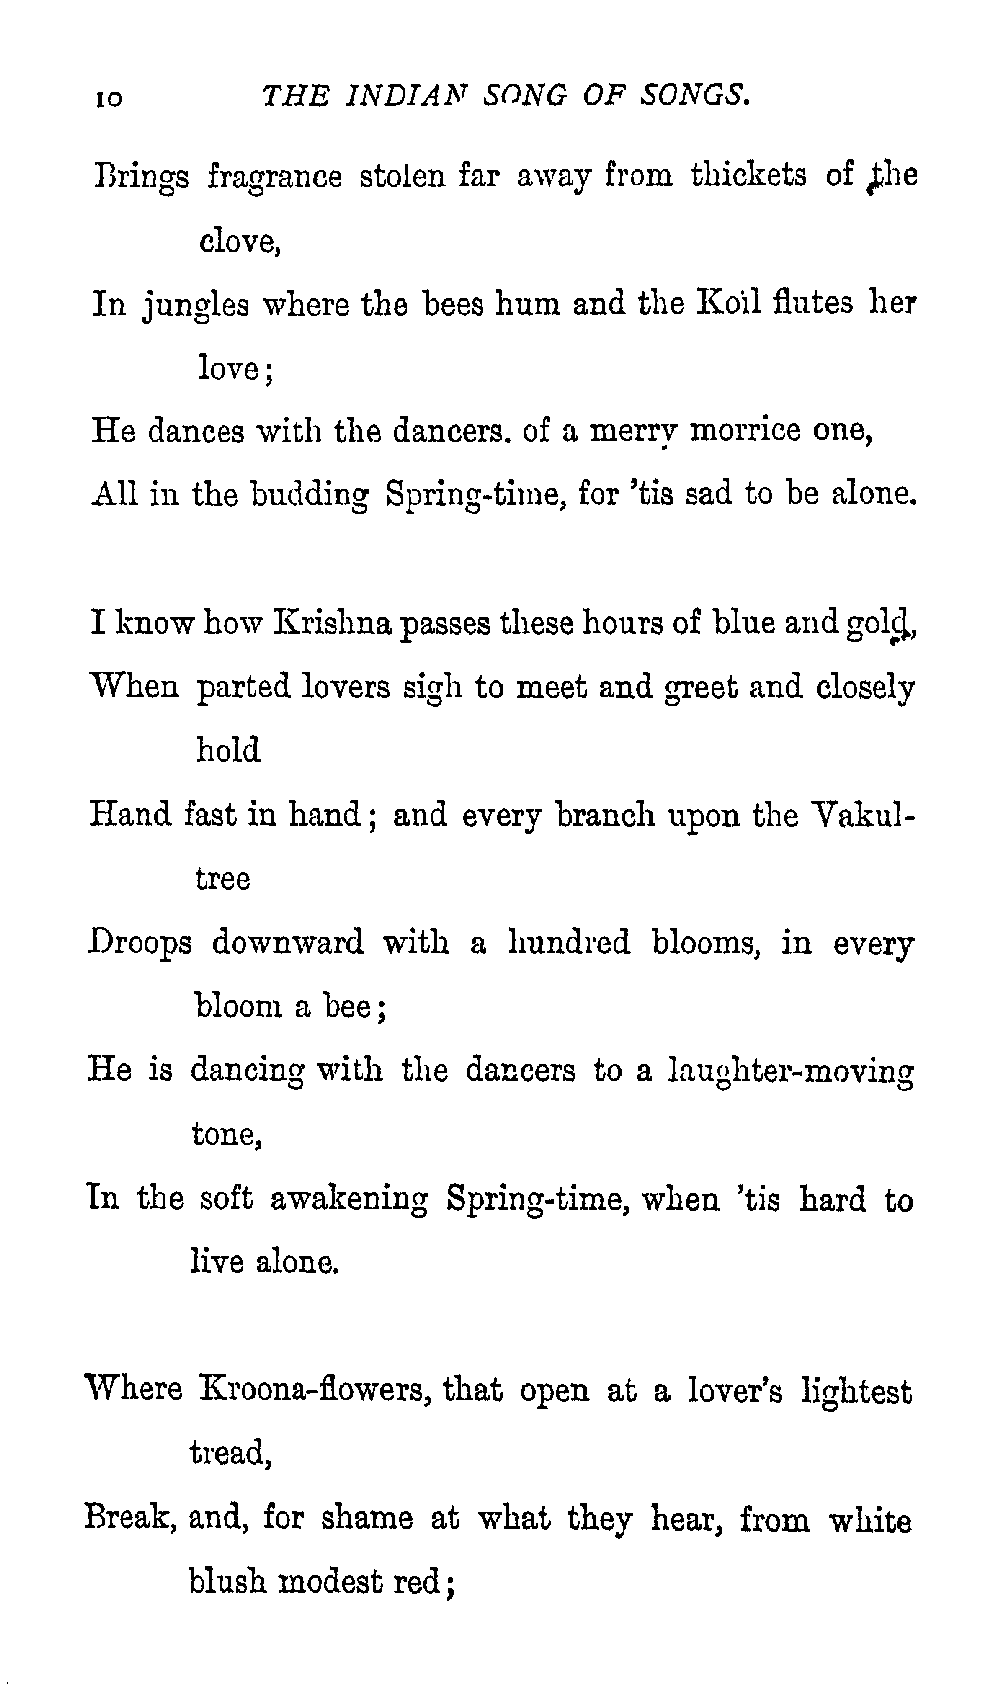 10 THE INDIAN SONG OF SONGS.
Brings fragrance stolen far away from thickets of the
clove,
In jungles where the bees hum and the Koïl flutes her
love;
He dances with the dancers. of a merry morrice one,
All in the budding Spring-time, for 'tis sad to be alone.
I know how Krishna passes these hours of blue and gold,
When parted lovers sigh to meet and greet and closely
hold
Hand fast in hand; and every branch upon the Vakul-
tree
Droops downward with a hundred blooms, in every
bloom a bee;
He is dancing with the dancers to a laughter-moving
tone,
In the soft awakening Spring-time, when 'tis hard to
live alone.
Where Kroona-flowers, that open at a lover's lightest
tread,
Break, and, for shame at what they hear, from white
blush modest red;